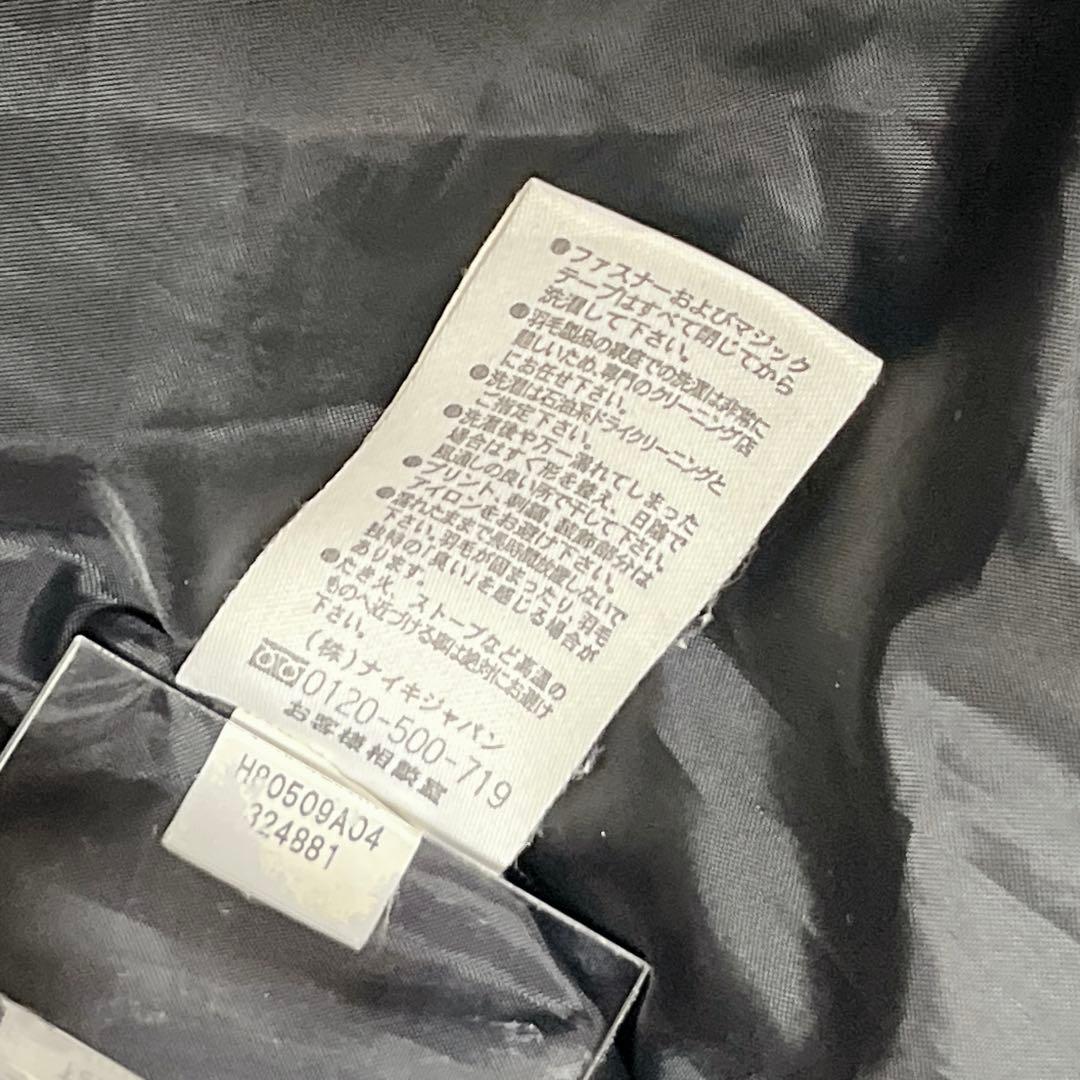 ●ファスナーおよびマジック
テープはすべて閉じてから
洗濯して下さい。
●羽毛製品の家庭での洗濯は非常に
難しいため、専門のクリーニング店
にお任せ下さい。
●洗濯は石油系ドライクリーニングと
ご指定下さい。
●洗濯後や万一濡れてしまった
場合はすぐ形を整え、日陰で
風通しの良い所で干して下さい。
●プリント、刺繍、装飾部分は
アイロンをお避け下さい。
●濡れたままで長時間放置しないで
下さい。羽毛が固まったり、羽毛
独特の「臭い」を感じる場合が
あります。
●たき火、ストーブなど高温の
ものへ近づける事は絶対にお避け
下さい。
(株)ナイキジャパン
0120-500-719
お客様相談室
HP0509A04
324881